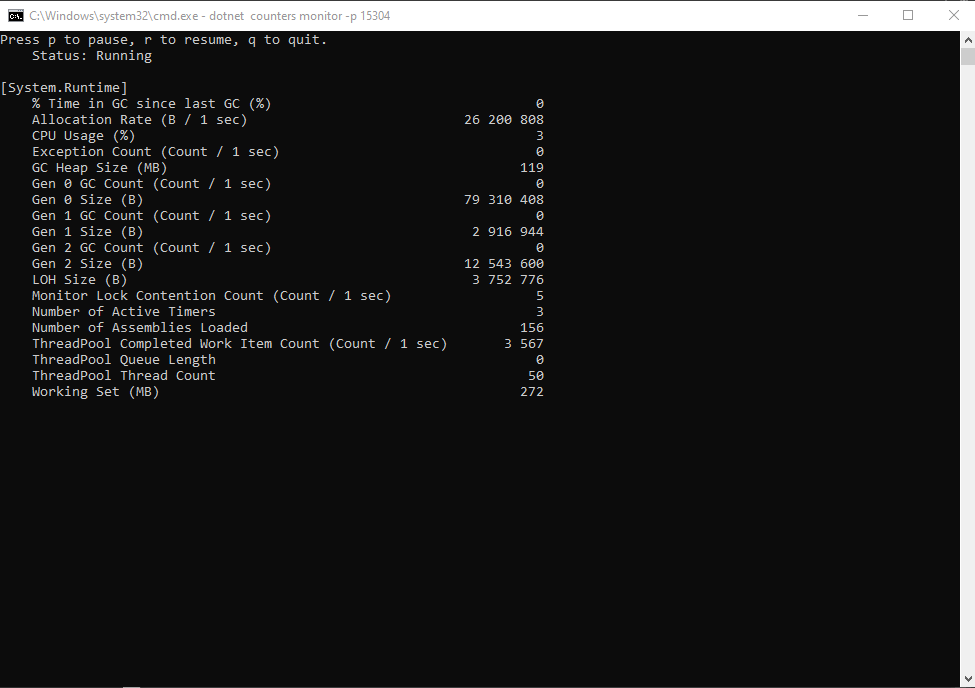 C:\Windows\system32\cmd.exe - dotnet  counters monitor -p 15304
Press p to pause, r to resume, q to quit.
    Status: Running

[System.Runtime]
    % Time in GC since last GC (%)                                 0
    Allocation Rate (B / 1 sec)                           26 200 808
    CPU Usage (%)                                                  3
    Exception Count (Count / 1 sec)                                0
    GC Heap Size (MB)                                            119
    Gen 0 GC Count (Count / 1 sec)                                 0
    Gen 0 Size (B)                                        79 310 408
    Gen 1 GC Count (Count / 1 sec)                                 0
    Gen 1 Size (B)                                         2 916 944
    Gen 2 GC Count (Count / 1 sec)                                 0
    Gen 2 Size (B)                                        12 543 600
    LOH Size (B)                                           3 752 776
    Monitor Lock Contention Count (Count / 1 sec)                  5
    Number of Active Timers                                        3
    Number of Assemblies Loaded                                  156
    ThreadPool Completed Work Item Count (Count / 1 sec)       3 567
    ThreadPool Queue Length                                        0
    ThreadPool Thread Count                                       50
    Working Set (MB)                                             272